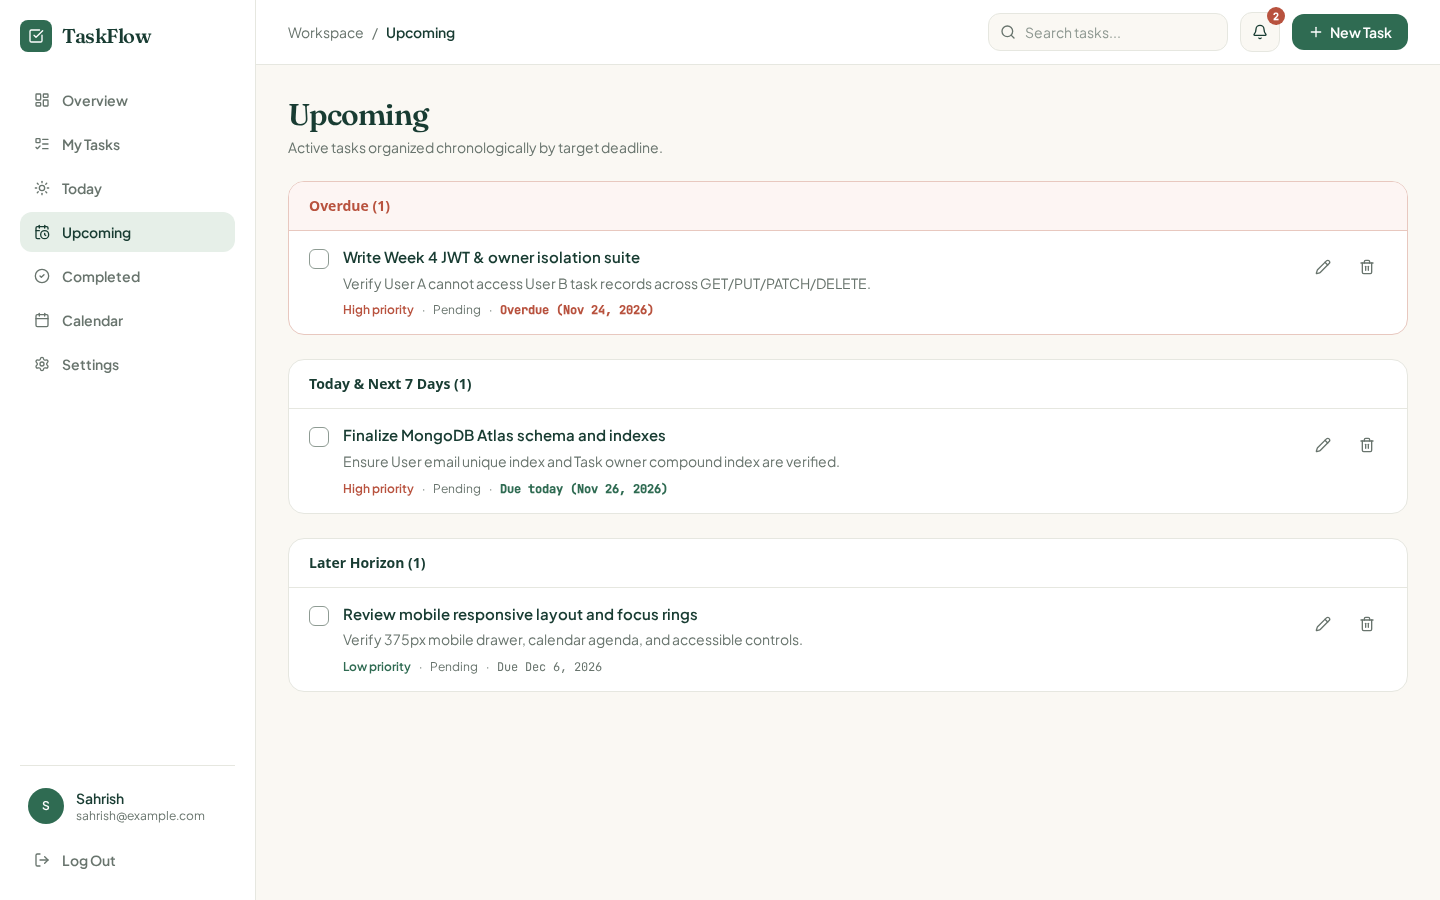 TaskFlow
Overview
My Tasks
Today
Upcoming
Completed
Calendar
Settings
Sahrish
S
sahrish@example.com
Log Out
Workspace / Upcoming
Search tasks...
2
New Task
Upcoming
Active tasks organized chronologically by target deadline.
Overdue (1)
Write Week 4 JWT & owner isolation suite
Verify User A cannot access User B task records across GET/PUT/PATCH/DELETE.
High priority · Pending · Overdue (Nov 24, 2026)
Today & Next 7 Days (1)
Finalize MongoDB Atlas schema and indexes
Ensure User email unique index and Task owner compound index are verified.
High priority · Pending · Due today (Nov 26, 2026)
Later Horizon (1)
Review mobile responsive layout and focus rings
Verify 375px mobile drawer, calendar agenda, and accessible controls.
Low priority · Pending · Due Dec 6, 2026